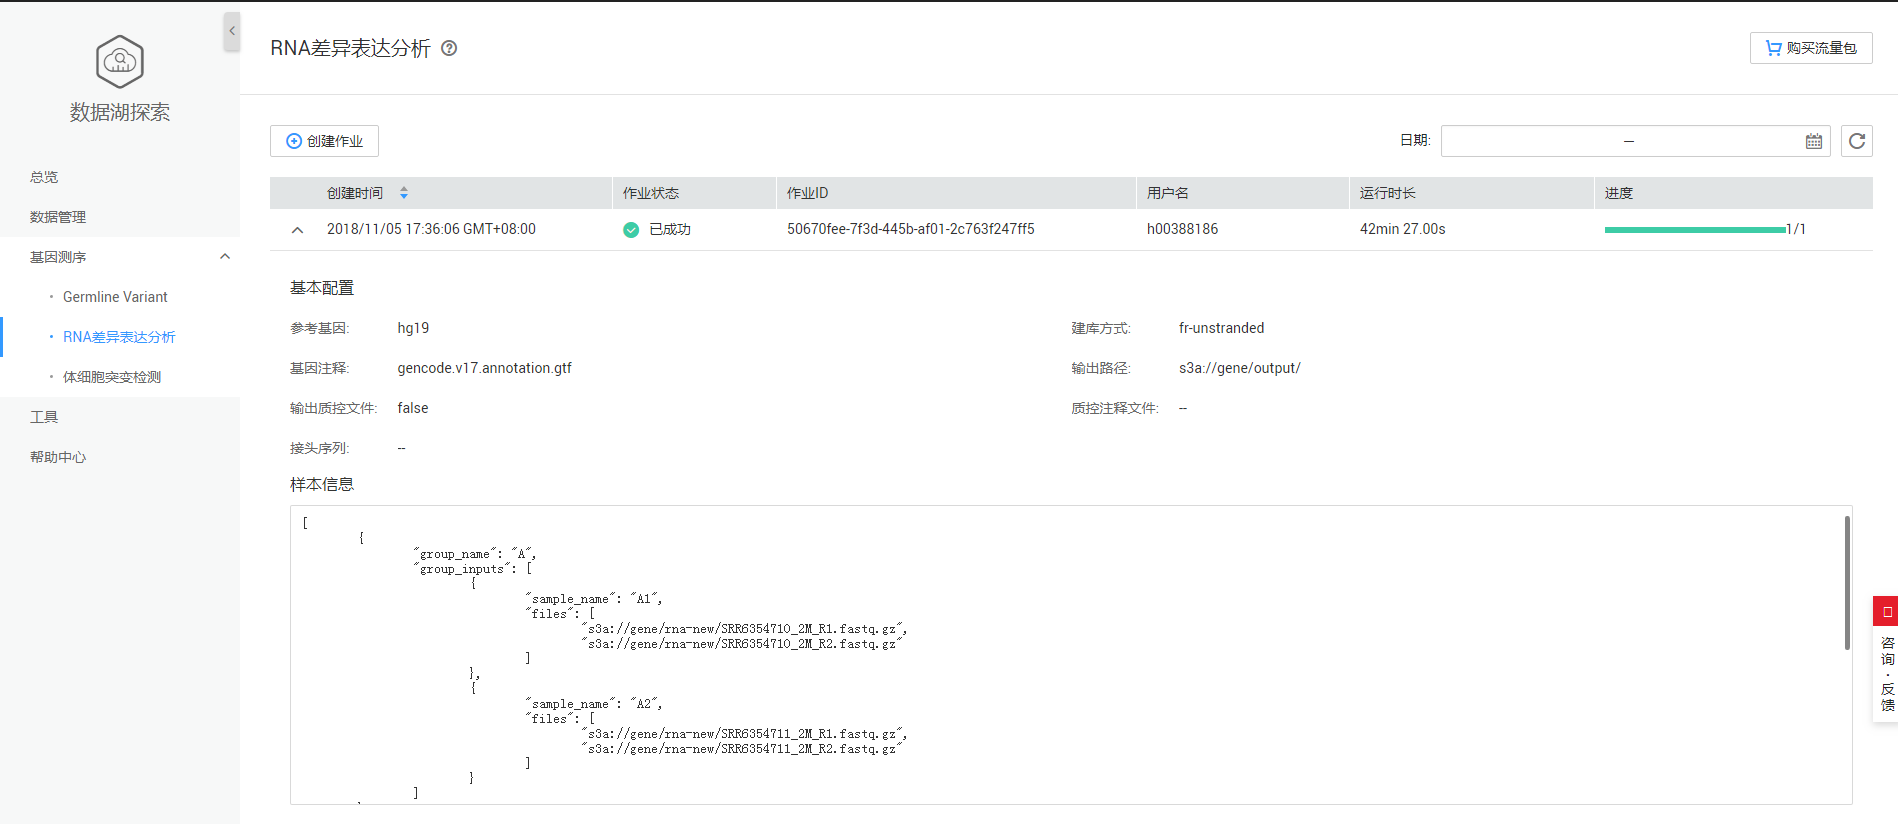 数据湖探索
总览
数据管理
基因测序
Germline Variant
RNA差异表达分析
体细胞突变检测
工具
帮助中心
RNA差异表达分析
购买流量包
创建作业
日期: —
创建时间 作业状态 作业ID 用户名 运行时长 进度
2018/11/05 17:36:06 GMT+08:00 已成功 50670fee-7f3d-445b-af01-2c763f247ff5 h00388186 42min 27.00s 1/1
基本配置
参考基因: hg19 建库方式: fr-unstranded
基因注释: gencode.v17.annotation.gtf 输出路径: s3a://gene/output/
输出质控文件: false 质控注释文件: --
接头序列: --
样本信息
[
{
"group_name": "A",
"group_inputs": [
{
"sample_name": "A1",
"files": [
"s3a://gene/rna-new/SRR6354710_2M_R1.fastq.gz",
"s3a://gene/rna-new/SRR6354710_2M_R2.fastq.gz"
]
},
{
"sample_name": "A2",
"files": [
"s3a://gene/rna-new/SRR6354711_2M_R1.fastq.gz",
"s3a://gene/rna-new/SRR6354711_2M_R2.fastq.gz"
]
}
]
咨询·反馈